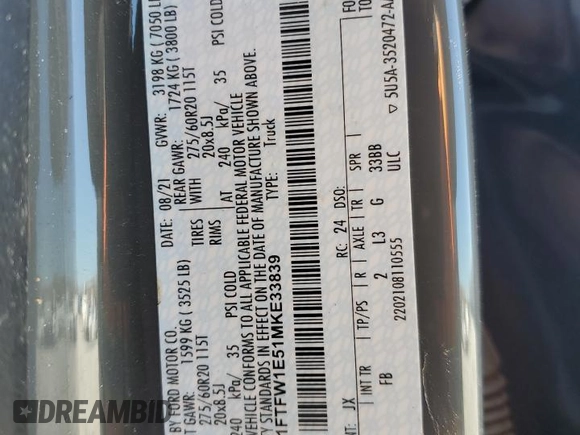 BY FORD MOTOR CO.
DATE: 08/21 GVWR: 3198 KG ( 7050 LB
GAWR: 1599 KG ( 3525 LB) REAR GAWR: 1724 KG ( 3800 LB)
275/60R20 115T TIRES WITH 275/60R20 115T
20x8.5J RIMS 20x8.5J
240 kPa/ 35 PSI COLD AT 240 kPa/ 35 PSI COLD
VEHICLE CONFORMS TO ALL APPLICABLE FEDERAL MOTOR VEHICLE
STANDARDS IN EFFECT ON THE DATE OF MANUFACTURE SHOWN ABOVE.
1FTFW1E51MKE33839 TYPE: Truck
JX RC: 24 DSO:
INT TR TP/PS R AXLE TR SPR
FB 2 L3 G 33BB
2202108110555 ULC
5U5A-3520472-A
DREAMBID